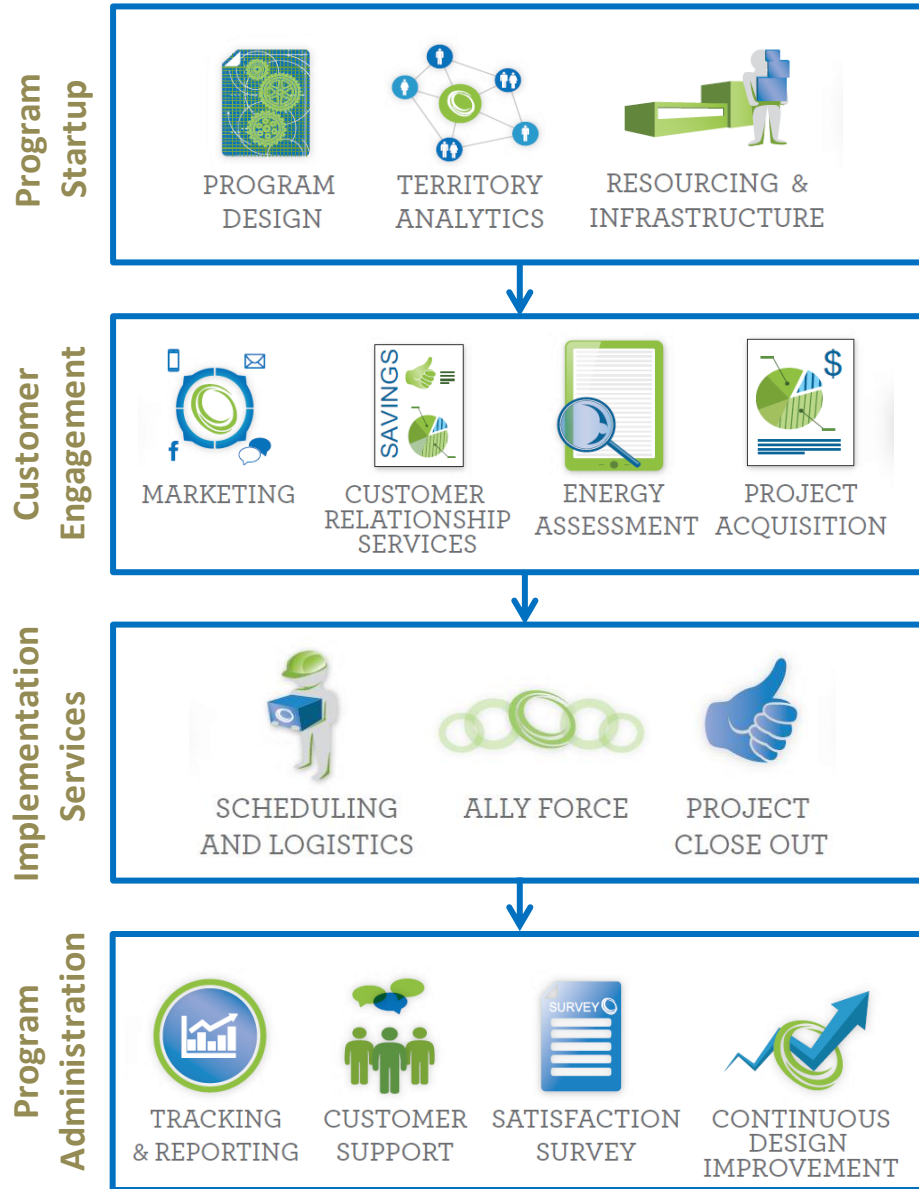 Program
Startup
PROGRAM
DESIGN
TERRITORY
ANALYTICS
RESOURCING &
INFRASTRUCTURE
Customer
Engagement
f
MARKETING
SAVINGS
CUSTOMER
RELATIONSHIP
SERVICES
ENERGY
ASSESSMENT
$
PROJECT
ACQUISITION
Implementation
Services
SCHEDULING
AND LOGISTICS
ALLY FORCE
PROJECT
CLOSE OUT
Program
Administration
TRACKING
& REPORTING
CUSTOMER
SUPPORT
SURVEY
SATISFACTION
SURVEY
CONTINUOUS
DESIGN
IMPROVEMENT